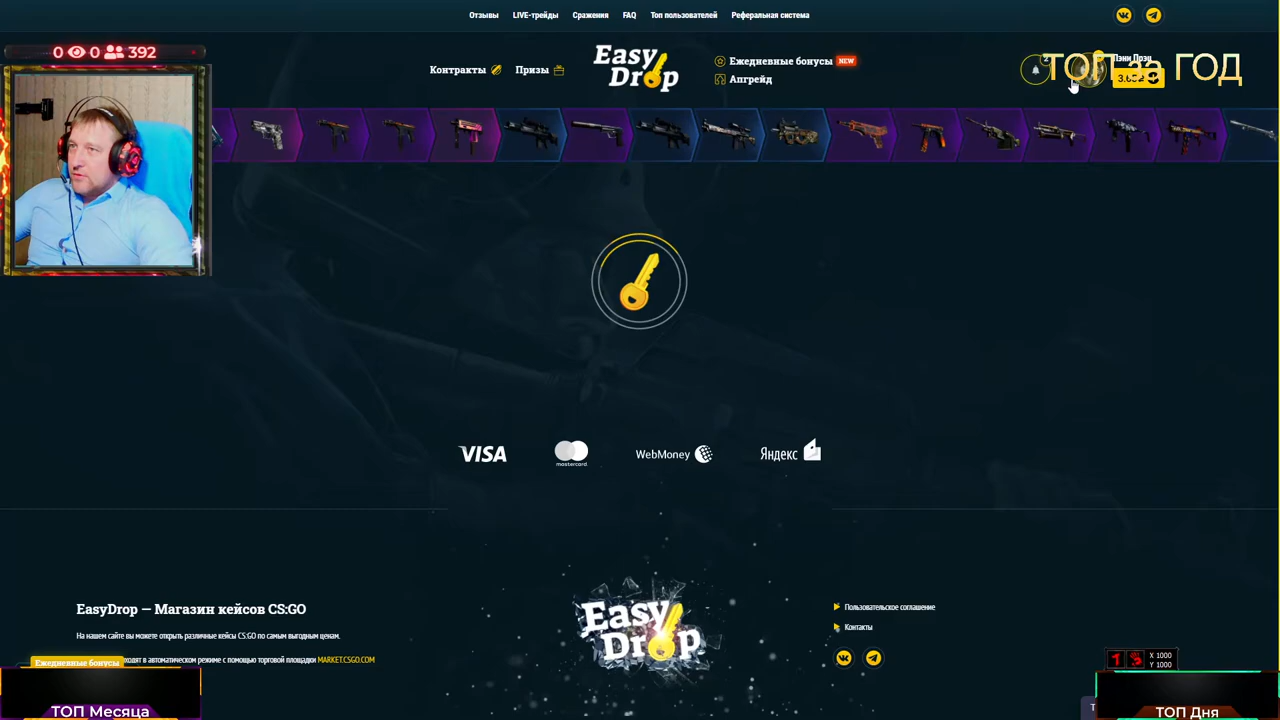 Отзывы LIVE-трейды Сражения FAQ Топ пользователей Реферальная система
0 0 392
Контракты Призы
Easy Drop
Ежедневные бонусы NEW
Апгрейд
ТОП за ГОД
VISA
mastercard
WebMoney
Яндекс
EasyDrop — Магазин кейсов CS:GO
На нашем сайте вы можете открыть различные кейсы CS:GO по самым выгодным ценам.
ходят в автоматическом режиме с помощью торговой площадки MARKET.CSGO.COM
Easy Drop
Пользовательское соглашение
Контакты
Ежедневные бонусы
ТОП Месяца
X 1000
Y 1000
ТОП Дня